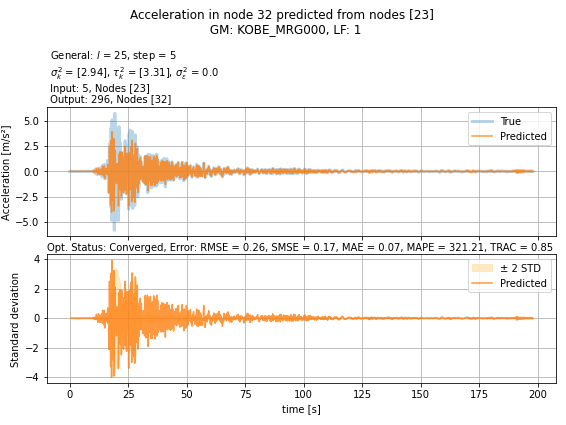 Acceleration in node 32 predicted from nodes [23]
GM: KOBE_MRG000, LF: 1
General: l = 25, step = 5
σ²ₖ = [2.94], τ²ₖ = [3.31], σ²ε = 0.0
Input: 5, Nodes [23]
Output: 296, Nodes [32]
Acceleration [m/s²]
5.0
2.5
0.0
−2.5
−5.0
True
Predicted
Opt. Status: Converged, Error: RMSE = 0.26, SMSE = 0.17, MAE = 0.07, MAPE = 321.21, TRAC = 0.85
Standard deviation
4
2
0
−2
−4
± 2 STD
Predicted
0 25 50 75 100 125 150 175 200
time [s]